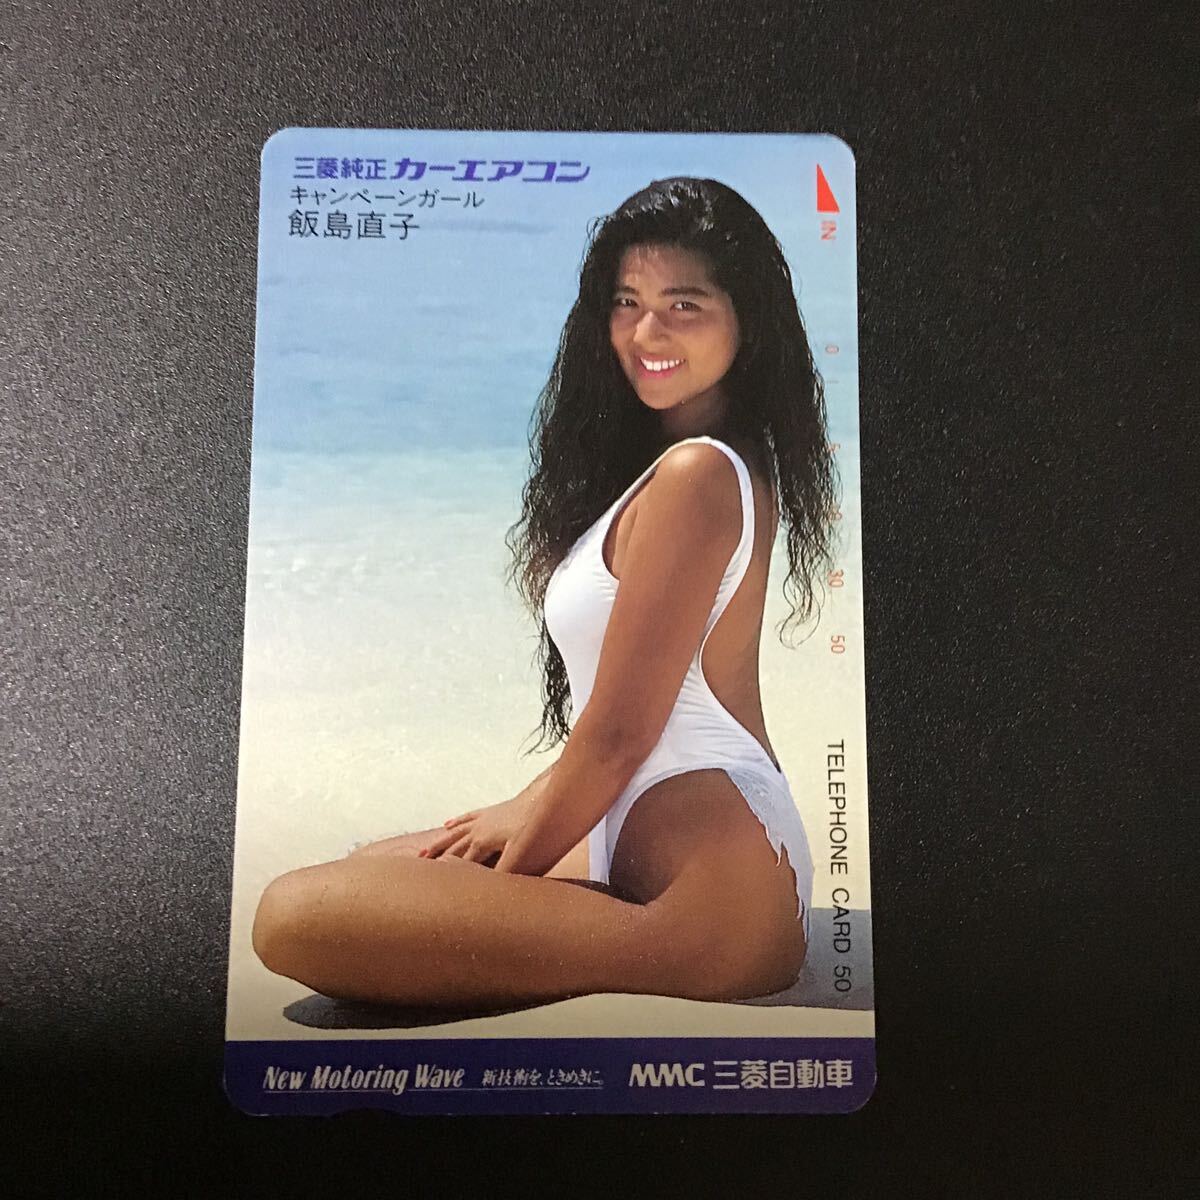 三菱純正カーエアコン
キャンペーンガール
飯島直子
IN
0
1
5
30
50
TELEPHONE CARD 50
New Motoring Wave 新技術を、ときめきに。 MMC 三菱自動車